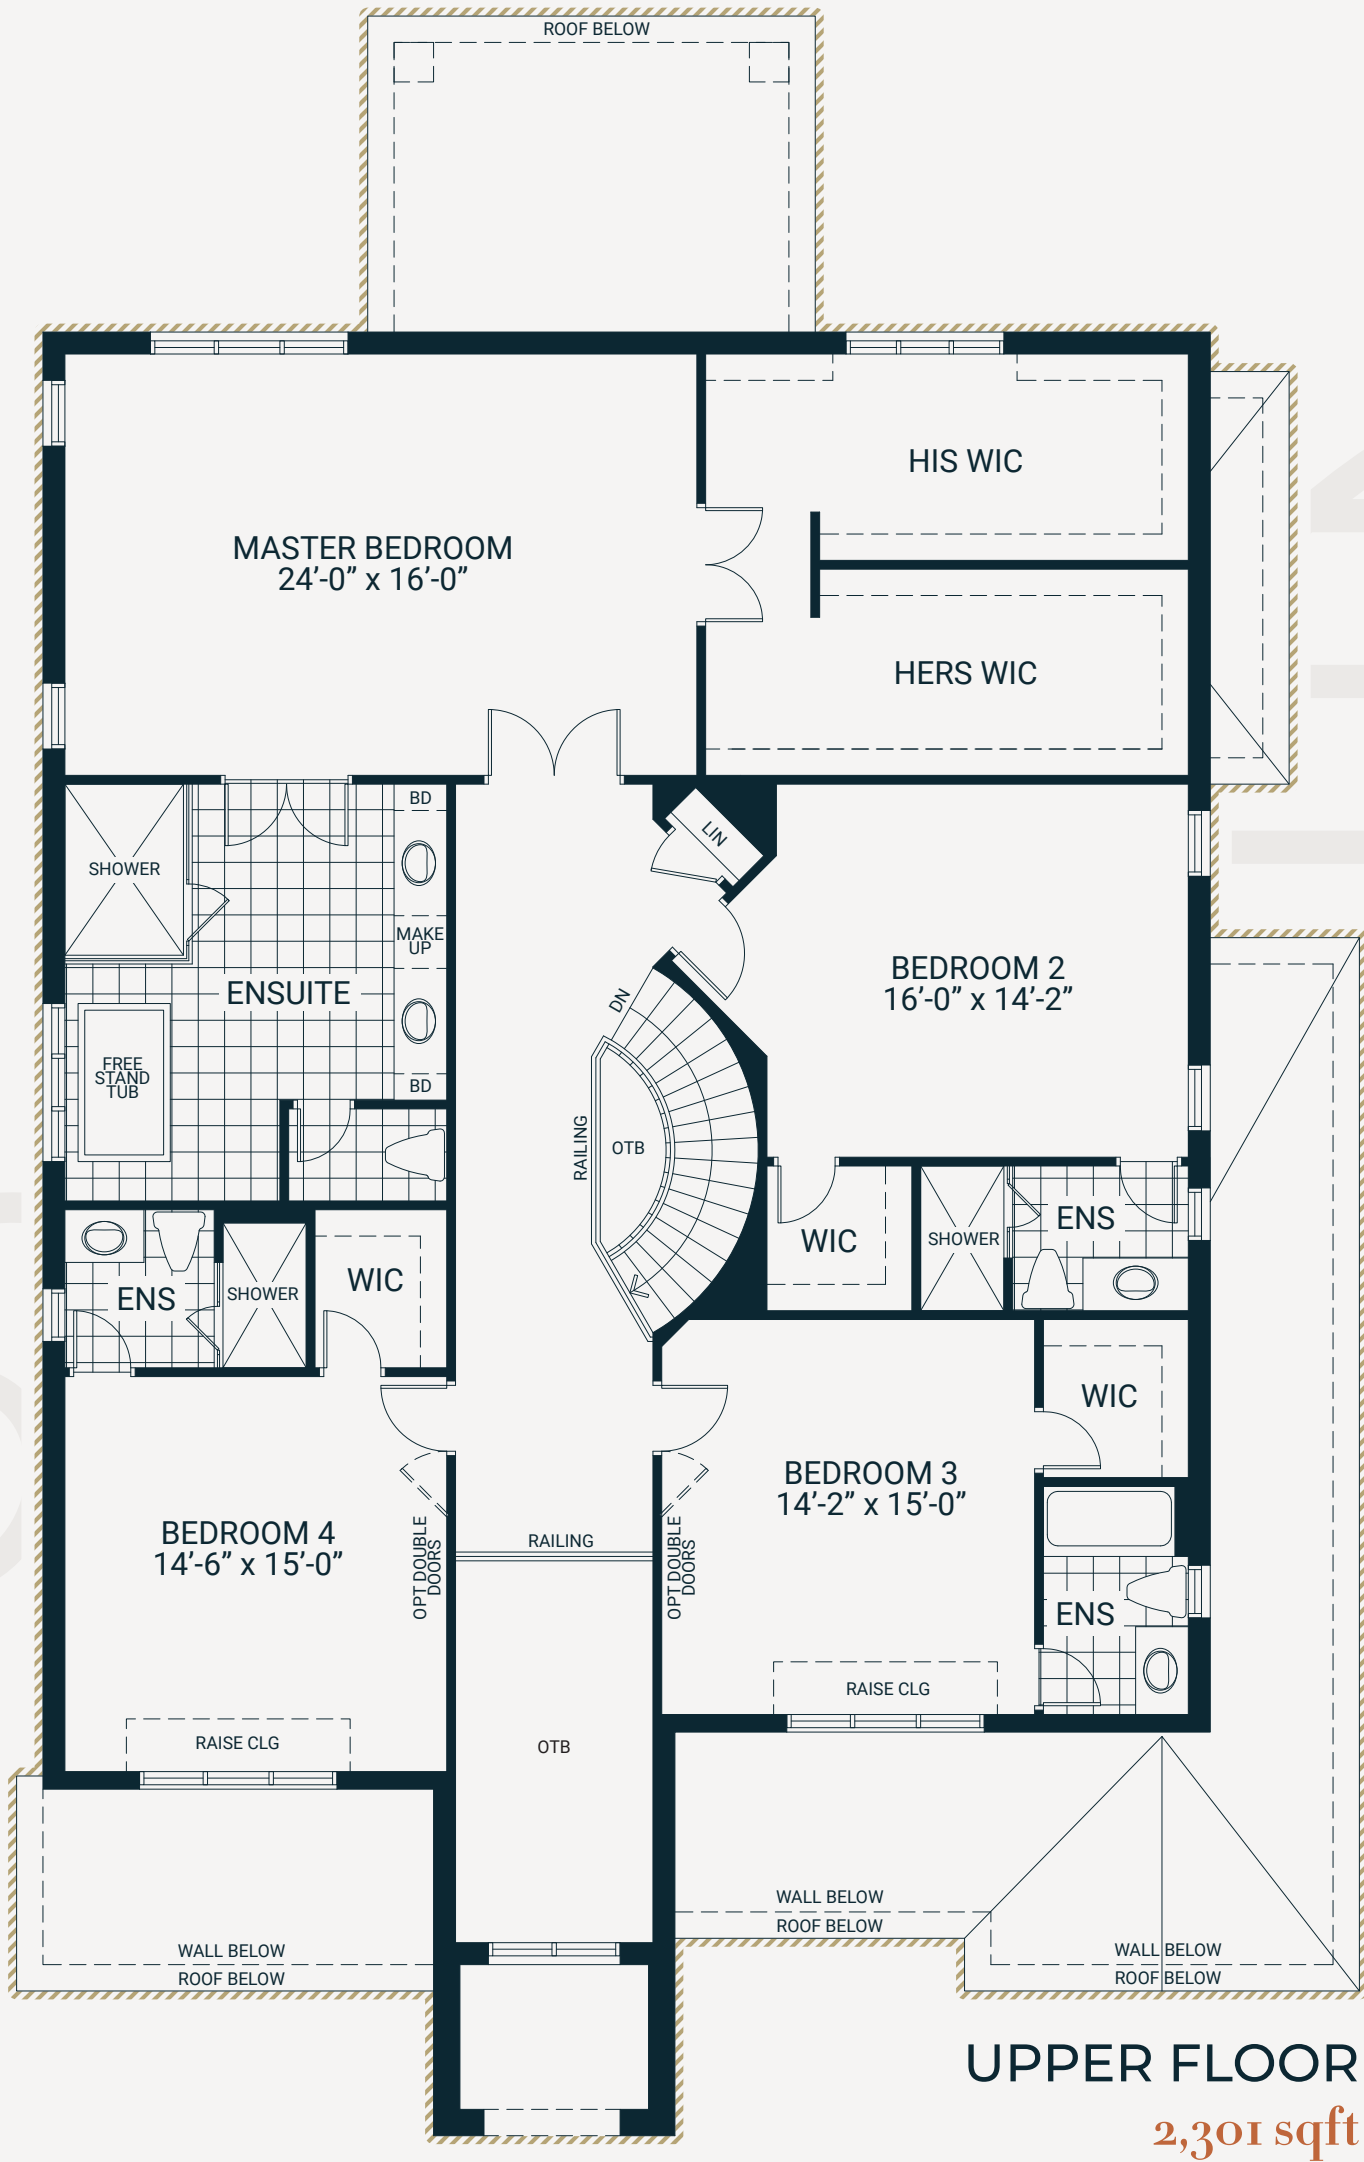 ROOF BELOW
HIS WIC
MASTER BEDROOM
24’-0” x 16’-0”
HERS WIC
BD
LIN
SHOWER
MAKE
UP
BEDROOM 2
16’-0” x 14’-2”
ENSUITE
DN
FREE
STAND
TUB
BD
RAILING
OTB
ENS
WIC
SHOWER
WIC
ENS
SHOWER
WIC
BEDROOM 3
14’-2” x 15’-0”
BEDROOM 4
14’-6” x 15’-0”
OPT DOUBLE
DOORS
RAILING
OPT DOUBLE
DOORS
ENS
RAISE CLG
RAISE CLG
OTB
WALL BELOW
ROOF BELOW
WALL BELOW
ROOF BELOW
WALL BELOW
ROOF BELOW
UPPER FLOOR
2,301 sqft